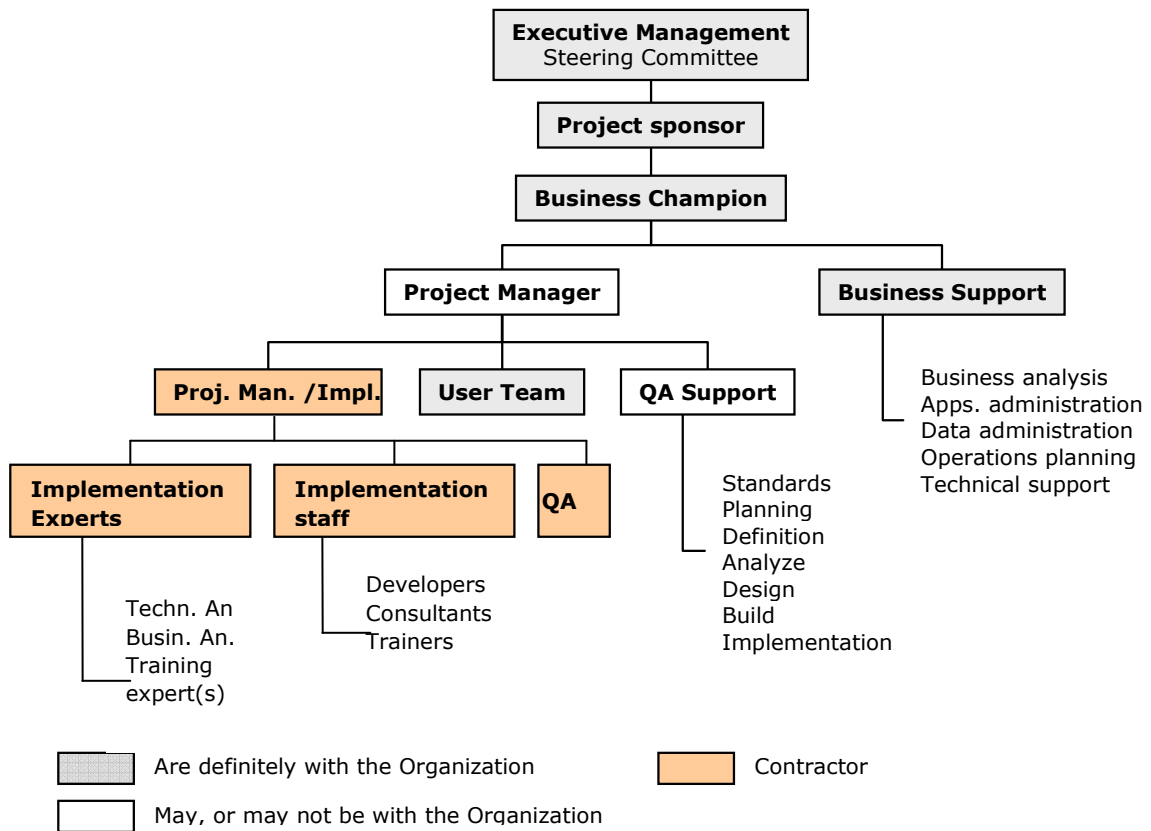 Executive Management
Steering Committee
Project sponsor
Business Champion
Project Manager
Business Support
Proj. Man. /Impl.
User Team
QA Support
Business analysis
Apps. administration
Data administration
Operations planning
Technical support
Implementation
Experts
Implementation
staff
QA
Standards
Planning
Definition
Analyze
Design
Build
Implementation
Techn. An
Busin. An.
Training
expert(s)
Developers
Consultants
Trainers
Are definitely with the Organization
Contractor
May, or may not be with the Organization